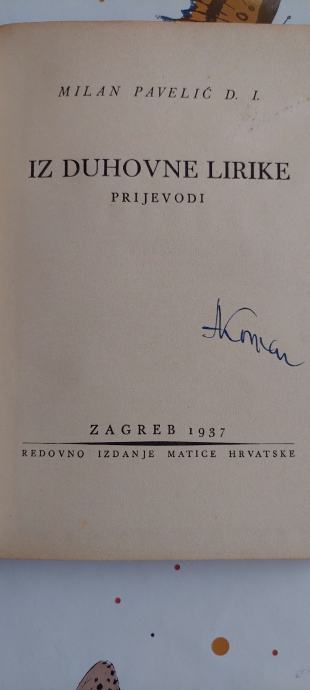 MILAN PAVELIĆ D. I.
IZ DUHOVNE LIRIKE
PRIJEVODI
ZAGREB 1937
REDOVNO IZDANJE MATICE HRVATSKE